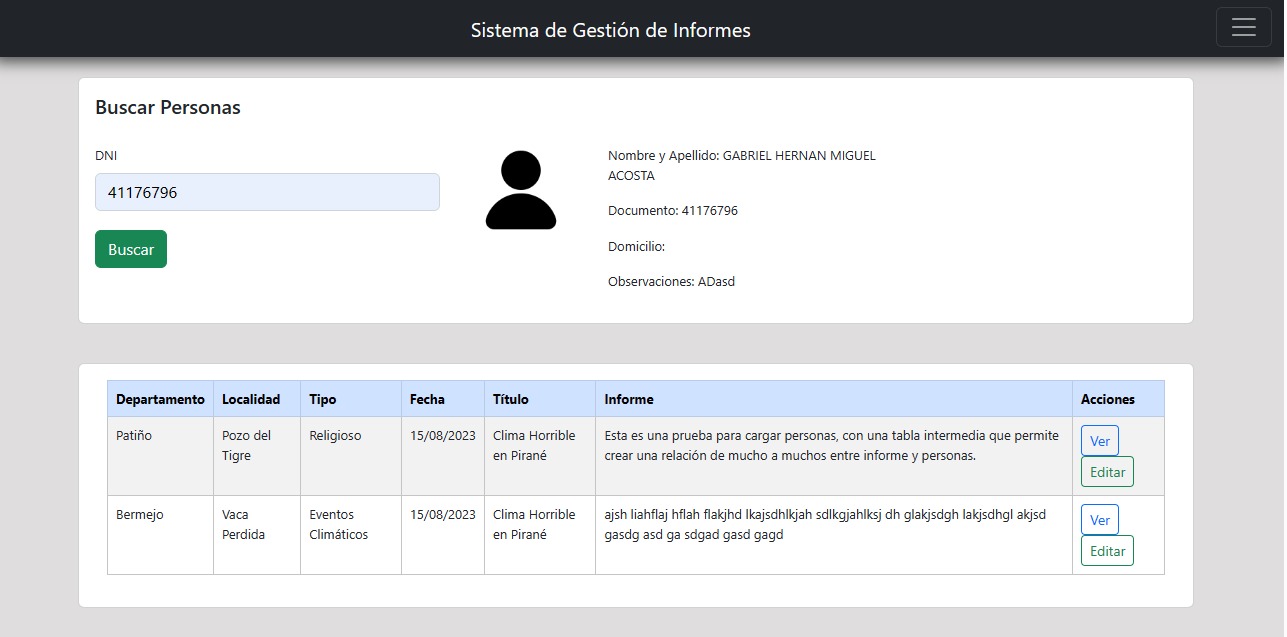 Sistema de Gestión de Informes
Buscar Personas
DNI
41176796
Buscar
Nombre y Apellido: GABRIEL HERNAN MIGUEL
ACOSTA
Documento: 41176796
Domicilio:
Observaciones: ADasd
Departamento Localidad Tipo Fecha Título Informe Acciones
Patiño Pozo del Religioso 15/08/2023 Clima Horrible Esta es una prueba para cargar personas, con una tabla intermedia que permite Ver
Tigre en Pirané crear una relación de mucho a muchos entre informe y personas.
Editar
Bermejo Vaca Eventos 15/08/2023 Clima Horrible ajsh liahflaj hflah flakjhd lkajsdhlkjah sdlkgjahlksj dh glakjsdgh lakjsdhgl akjsd Ver
Perdida Climáticos en Pirané gasdg asd ga sdgad gasd gagd
Editar